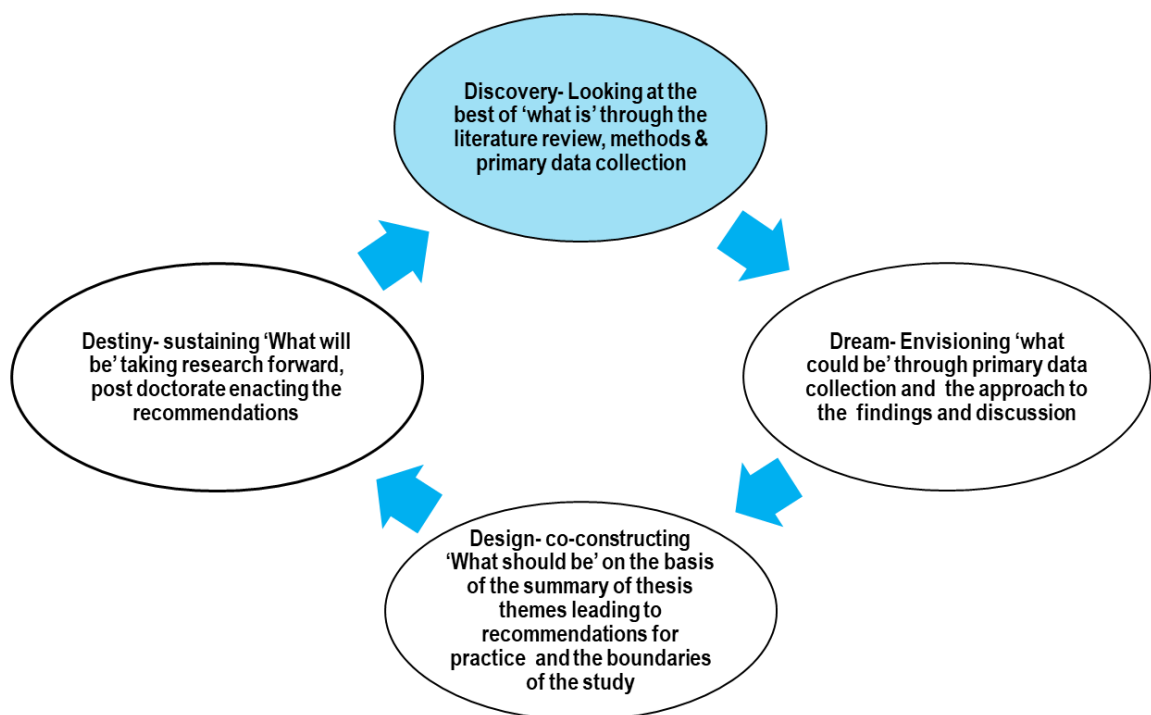 Discovery- Looking at the
best of ‘what is’ through the
literature review, methods &
primary data collection
Dream- Envisioning ‘what
could be’ through primary data
collection and the approach to
the findings and discussion
Design- co-constructing
‘What should be’ on the basis
of the summary of thesis
themes leading to
recommendations for
practice and the boundaries
of the study
Destiny- sustaining ‘What will
be’ taking research forward,
post doctorate enacting the
recommendations